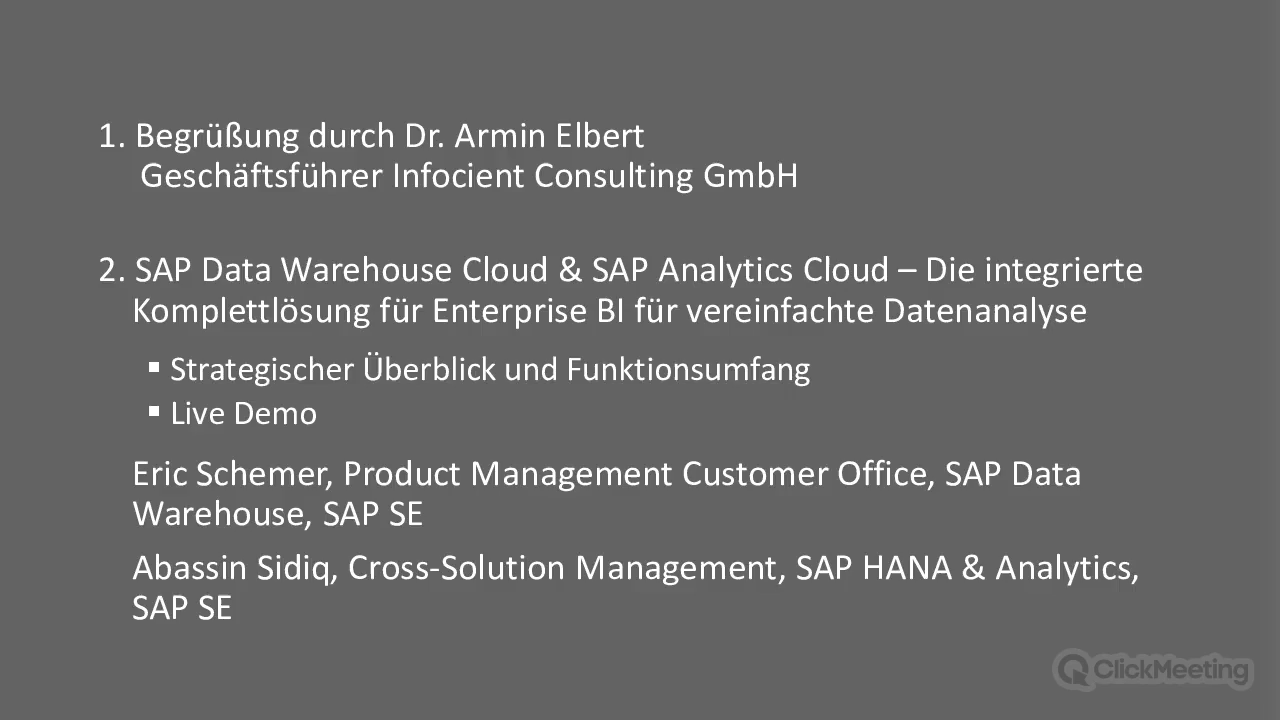 1. Begrüßung durch Dr. Armin Elbert
Geschäftsführer Infocient Consulting GmbH
2. SAP Data Warehouse Cloud & SAP Analytics Cloud – Die integrierte
Komplettlösung für Enterprise BI für vereinfachte Datenanalyse
▪ Strategischer Überblick und Funktionsumfang
▪ Live Demo
Eric Schemer, Product Management Customer Office, SAP Data
Warehouse, SAP SE
Abassin Sidiq, Cross-Solution Management, SAP HANA & Analytics,
SAP SE
ClickMeeting